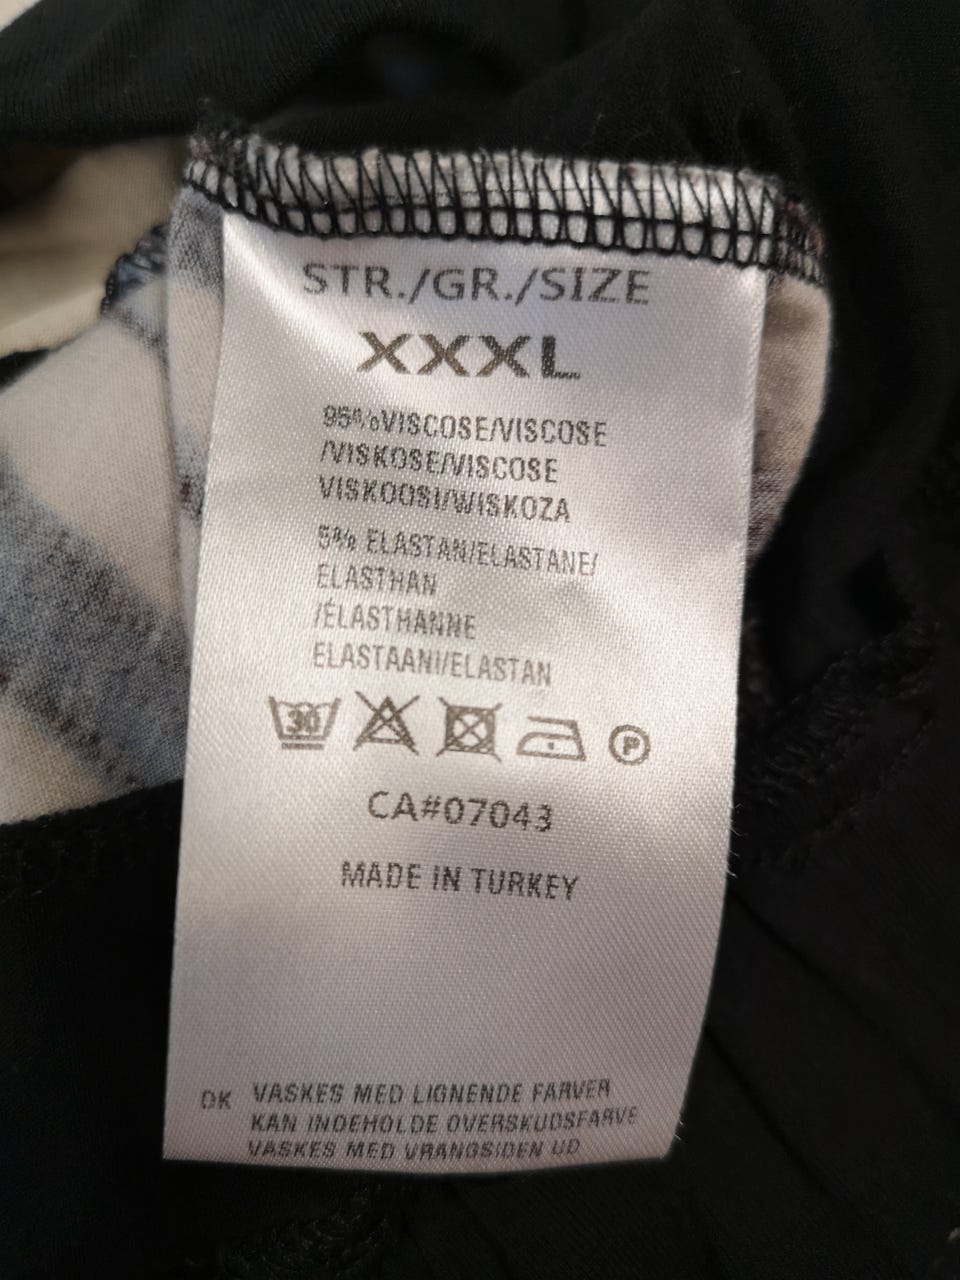 STR./GR./SIZE
XXXL
95%VISCOSE/VISCOSE
/VISKOSE/VISCOSE
VISKOOSI/WISKOZA
5% ELASTAN/ELASTANE/
ELASTHAN
/ÉLASTHANNE
ELASTAANI/ELASTAN
30
P
CA#07043
MADE IN TURKEY
DK VASKES MED LIGNENDE FARVER
KAN INDEHOLDE OVERSKUDSFARVE
VASKES MED VRANGSIDEN UD